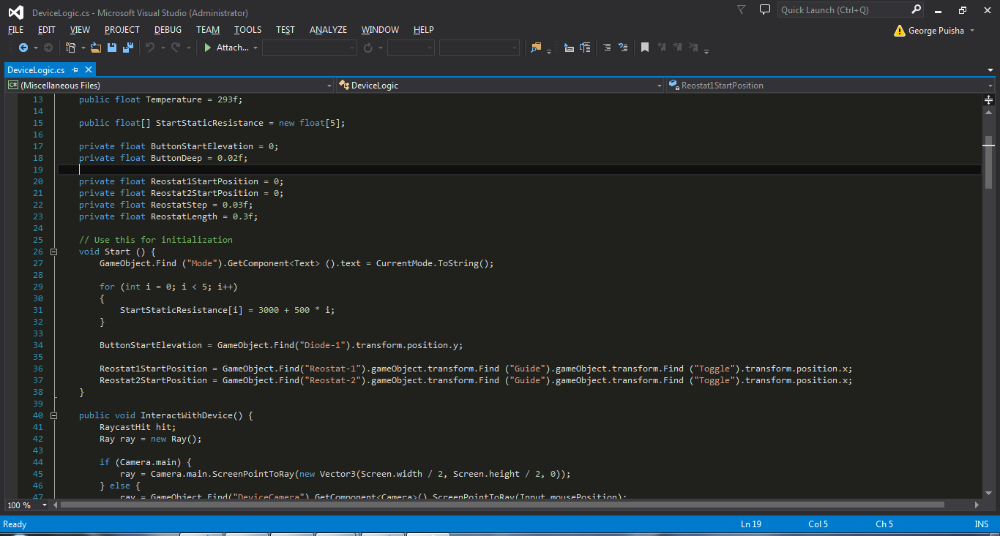 DeviceLogic.cs - Microsoft Visual Studio (Administrator)
Quick Launch (Ctrl+Q)
FILE EDIT VIEW PROJECT DEBUG TEAM TOOLS TEST ANALYZE WINDOW HELP
George Puisha
Attach...
DeviceLogic.cs
C# (Miscellaneous Files) DeviceLogic Reostat1StartPosition
13 public float Temperature = 293f;
14
15 public float[] StartStaticResistance = new float[5];
16
17 private float ButtonStartElevation = 0;
18 private float ButtonDeep = 0.02f;
19
20 private float Reostat1StartPosition = 0;
21 private float Reostat2StartPosition = 0;
22 private float ReostatStep = 0.03f;
23 private float ReostatLength = 0.3f;
24
25 // Use this for initialization
26 void Start () {
27 GameObject.Find ("Mode").GetComponent<Text> ().text = CurrentMode.ToString();
28
29 for (int i = 0; i < 5; i++)
30 {
31 StartStaticResistance[i] = 3000 + 500 * i;
32 }
33
34 ButtonStartElevation = GameObject.Find("Diode-1").transform.position.y;
35
36 Reostat1StartPosition = GameObject.Find("Reostat-1").gameObject.transform.Find ("Guide").gameObject.transform.Find ("Toggle").transform.position.x;
37 Reostat2StartPosition = GameObject.Find("Reostat-2").gameObject.transform.Find ("Guide").gameObject.transform.Find ("Toggle").transform.position.x;
38 }
39
40 public void InteractWithDevice() {
41 RaycastHit hit;
42 Ray ray = new Ray();
43
44 if (Camera.main) {
45 ray = Camera.main.ScreenPointToRay(new Vector3(Screen.width / 2, Screen.height / 2, 0));
46 } else {
47 ray = GameObject.Find("DeviceCamera").GetComponent<Camera>().ScreenPointToRay(Input.mousePosition);
100 %
Ready Ln 19 Col 5 Ch 5 INS